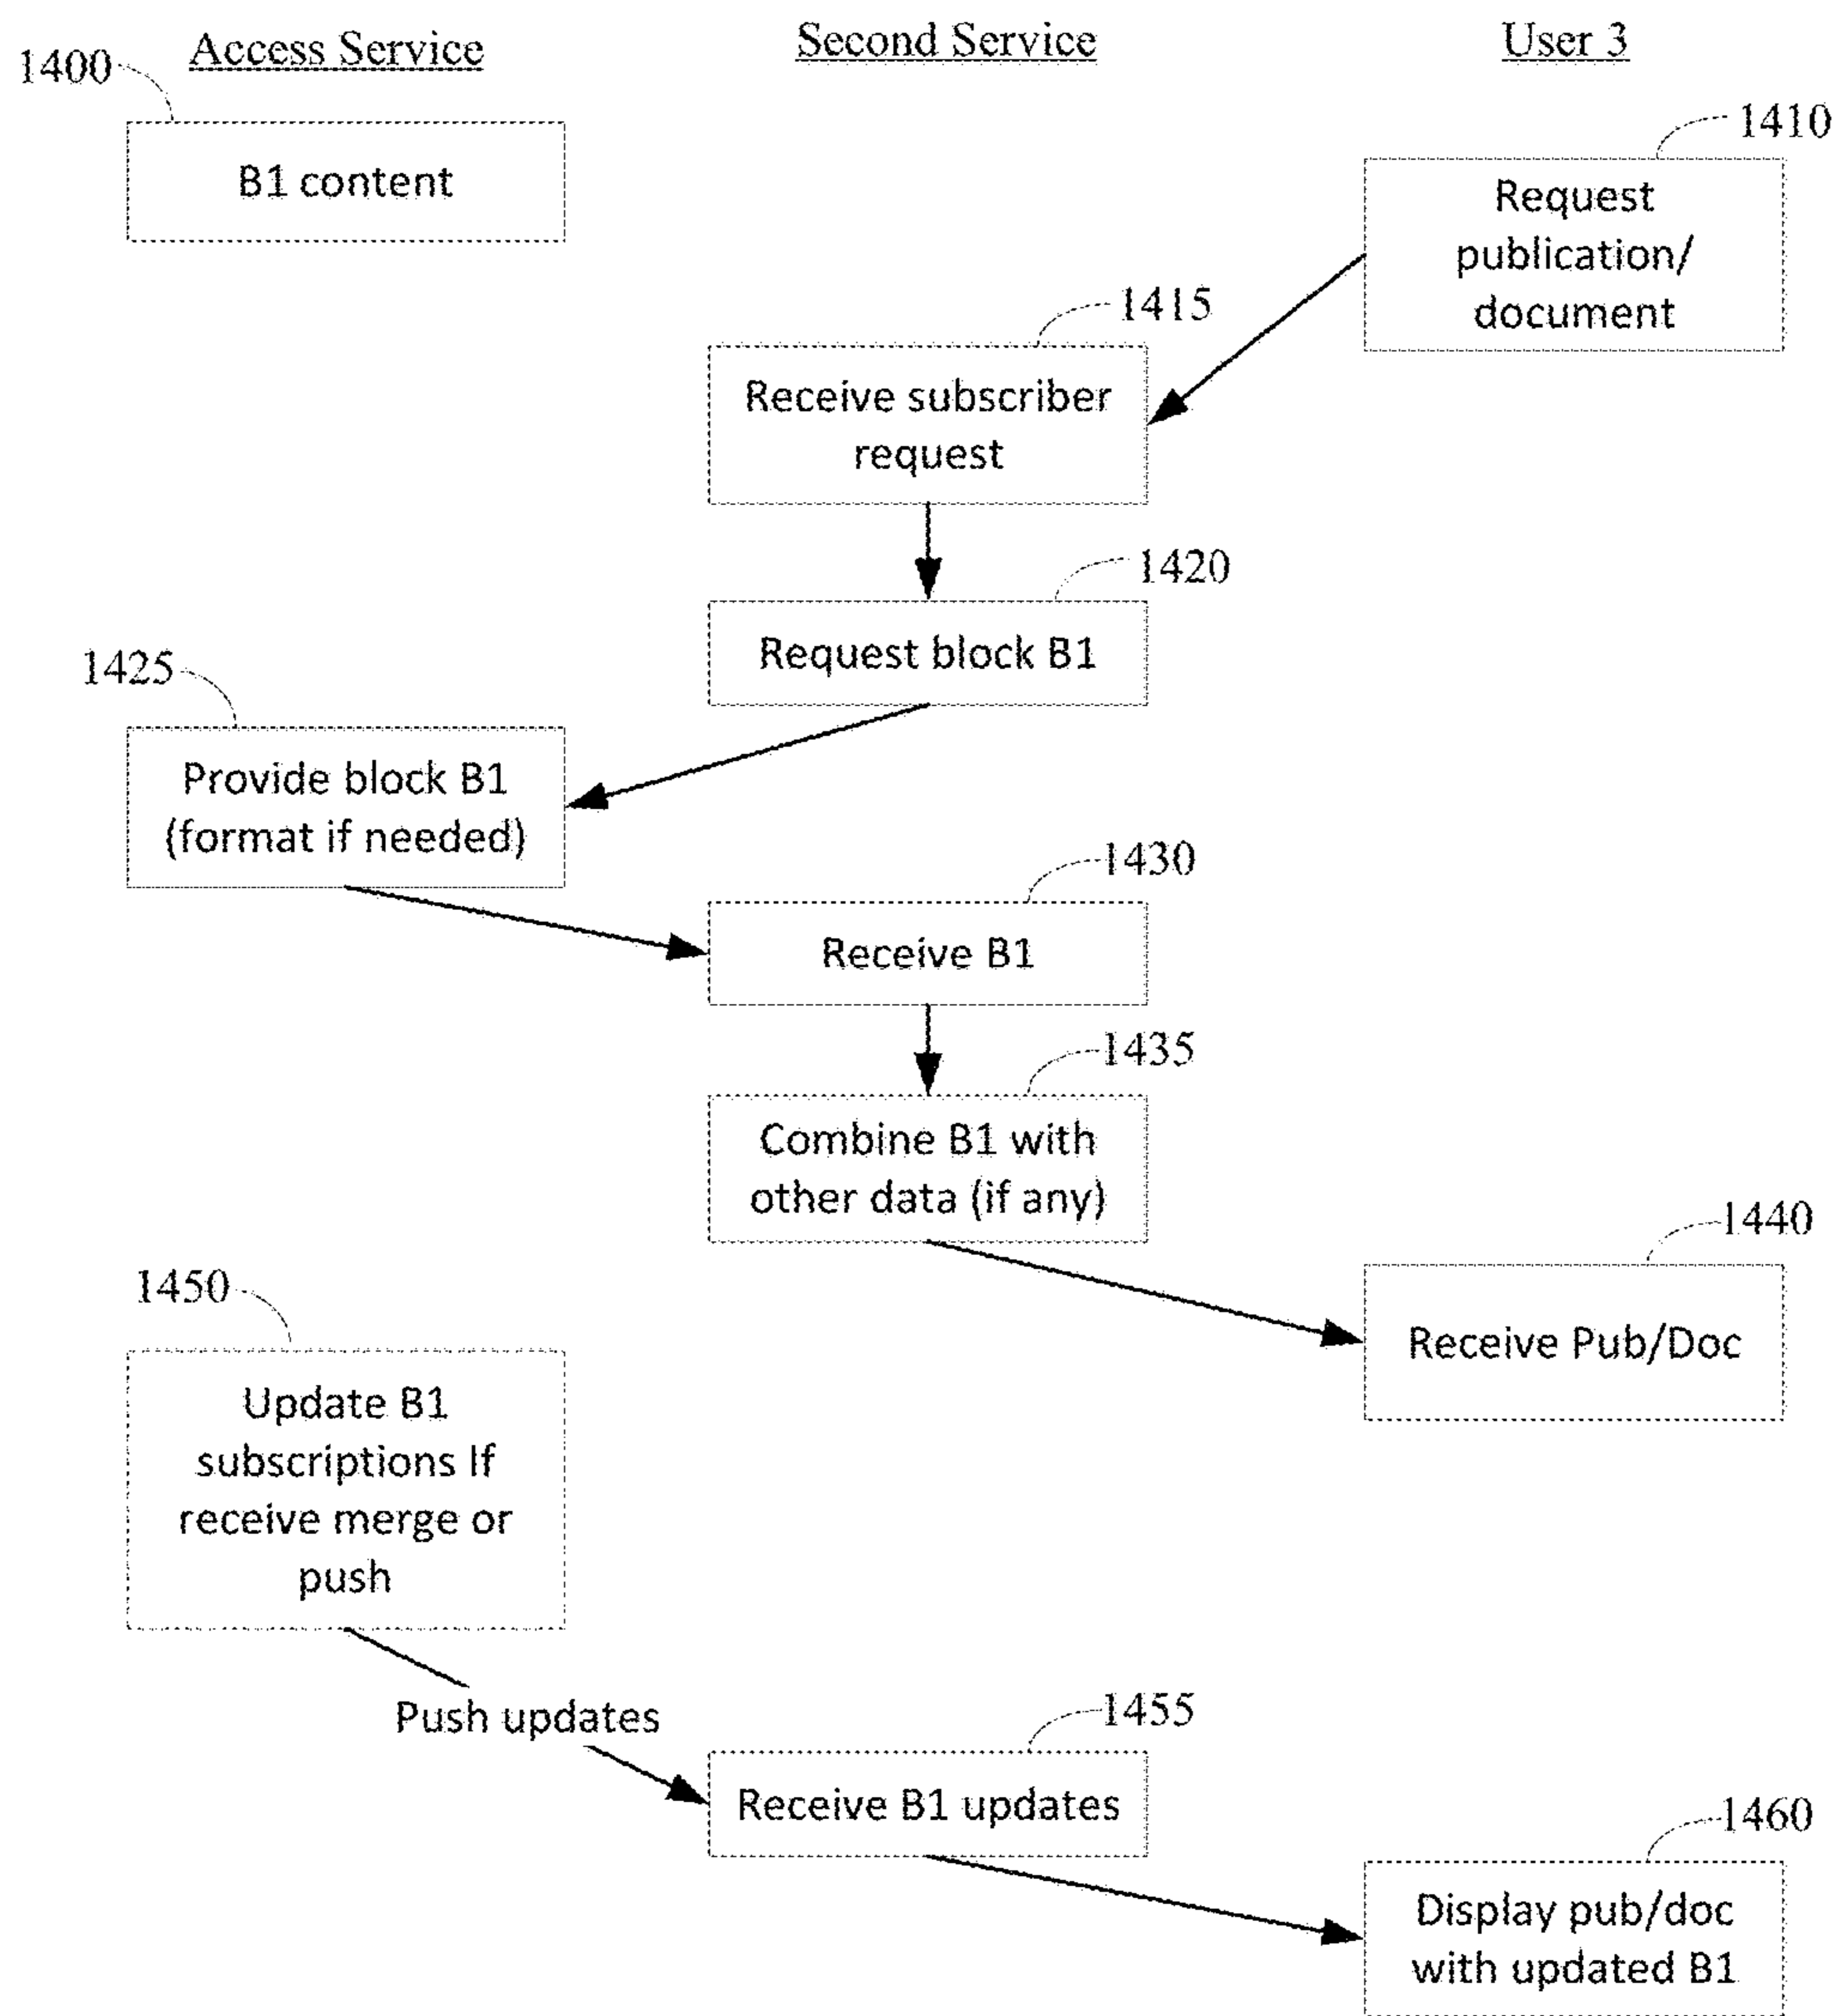 Access Service
Second Service
User 3
1400
B1 content
1410
Request
publication/
document
1415
Receive subscriber
request
1420
Request block B1
1425
Provide block B1
(format if needed)
1430
Receive B1
1435
Combine B1 with
other data (if any)
1440
Receive Pub/Doc
1450
Update B1
subscriptions If
receive merge or
push
Push updates
1455
Receive B1 updates
1460
Display pub/doc
with updated B1